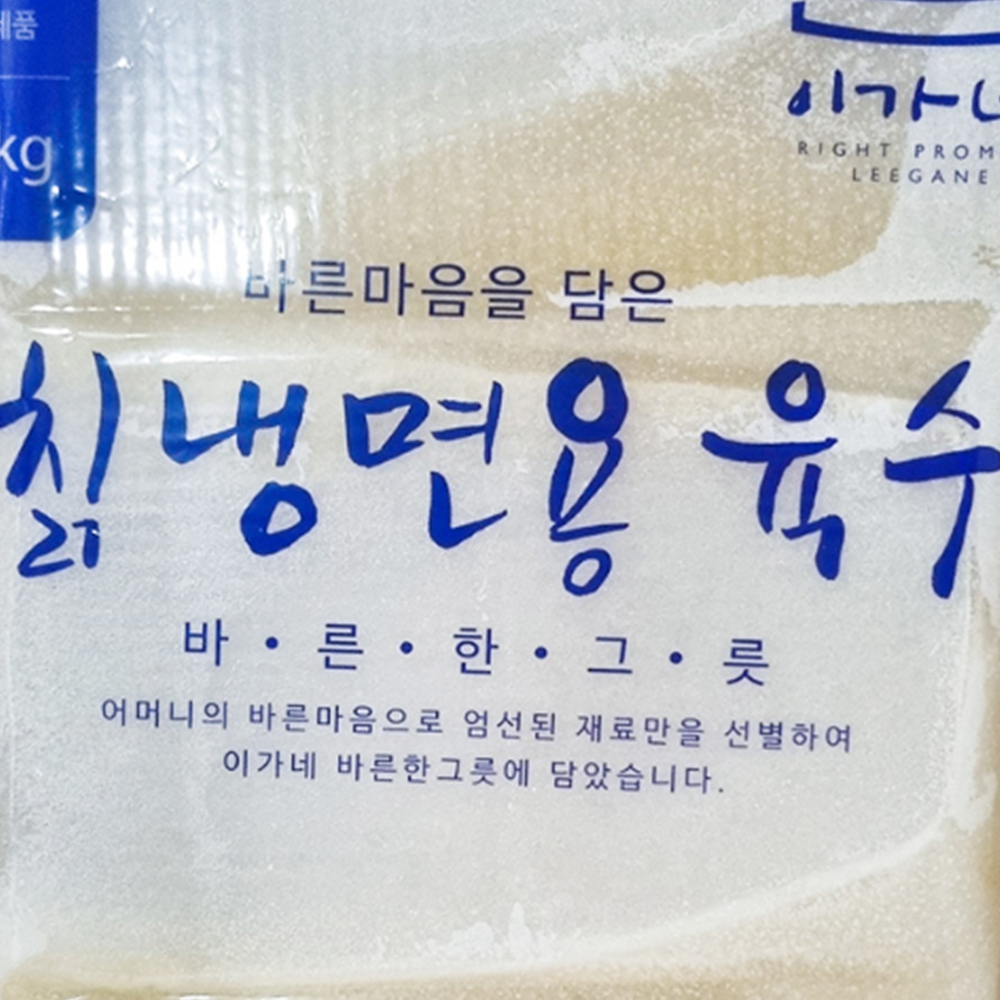 제품
kg
이가네
RIGHT PROM
LEEGANE
바른마음을 담은
칡냉면용 육수
바·른·한·그·릇
어머니의 바른마음으로 엄선된 재료만을 선별하여
이가네 바른한그릇에 담았습니다.